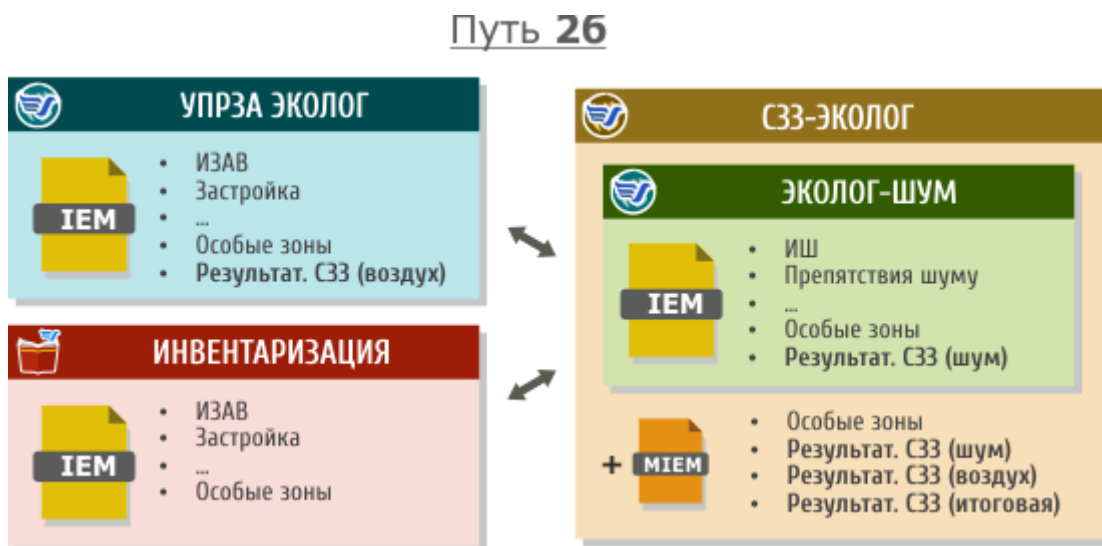 Путь 2б
УПРЗА ЭКОЛОГ
IEM
• ИЗАВ
• Застройка
• ...
• Особые зоны
• Результат. СЗЗ (воздух)
ИНВЕНТАРИЗАЦИЯ
IEM
• ИЗАВ
• Застройка
• ...
• Особые зоны
СЗЗ-ЭКОЛОГ
ЭКОЛОГ-ШУМ
IEM
• ИШ
• Препятствия шуму
• ...
• Особые зоны
• Результат. СЗЗ (шум)
+ MIEM
• Особые зоны
• Результат. СЗЗ (шум)
• Результат. СЗЗ (воздух)
• Результат. СЗЗ (итоговая)